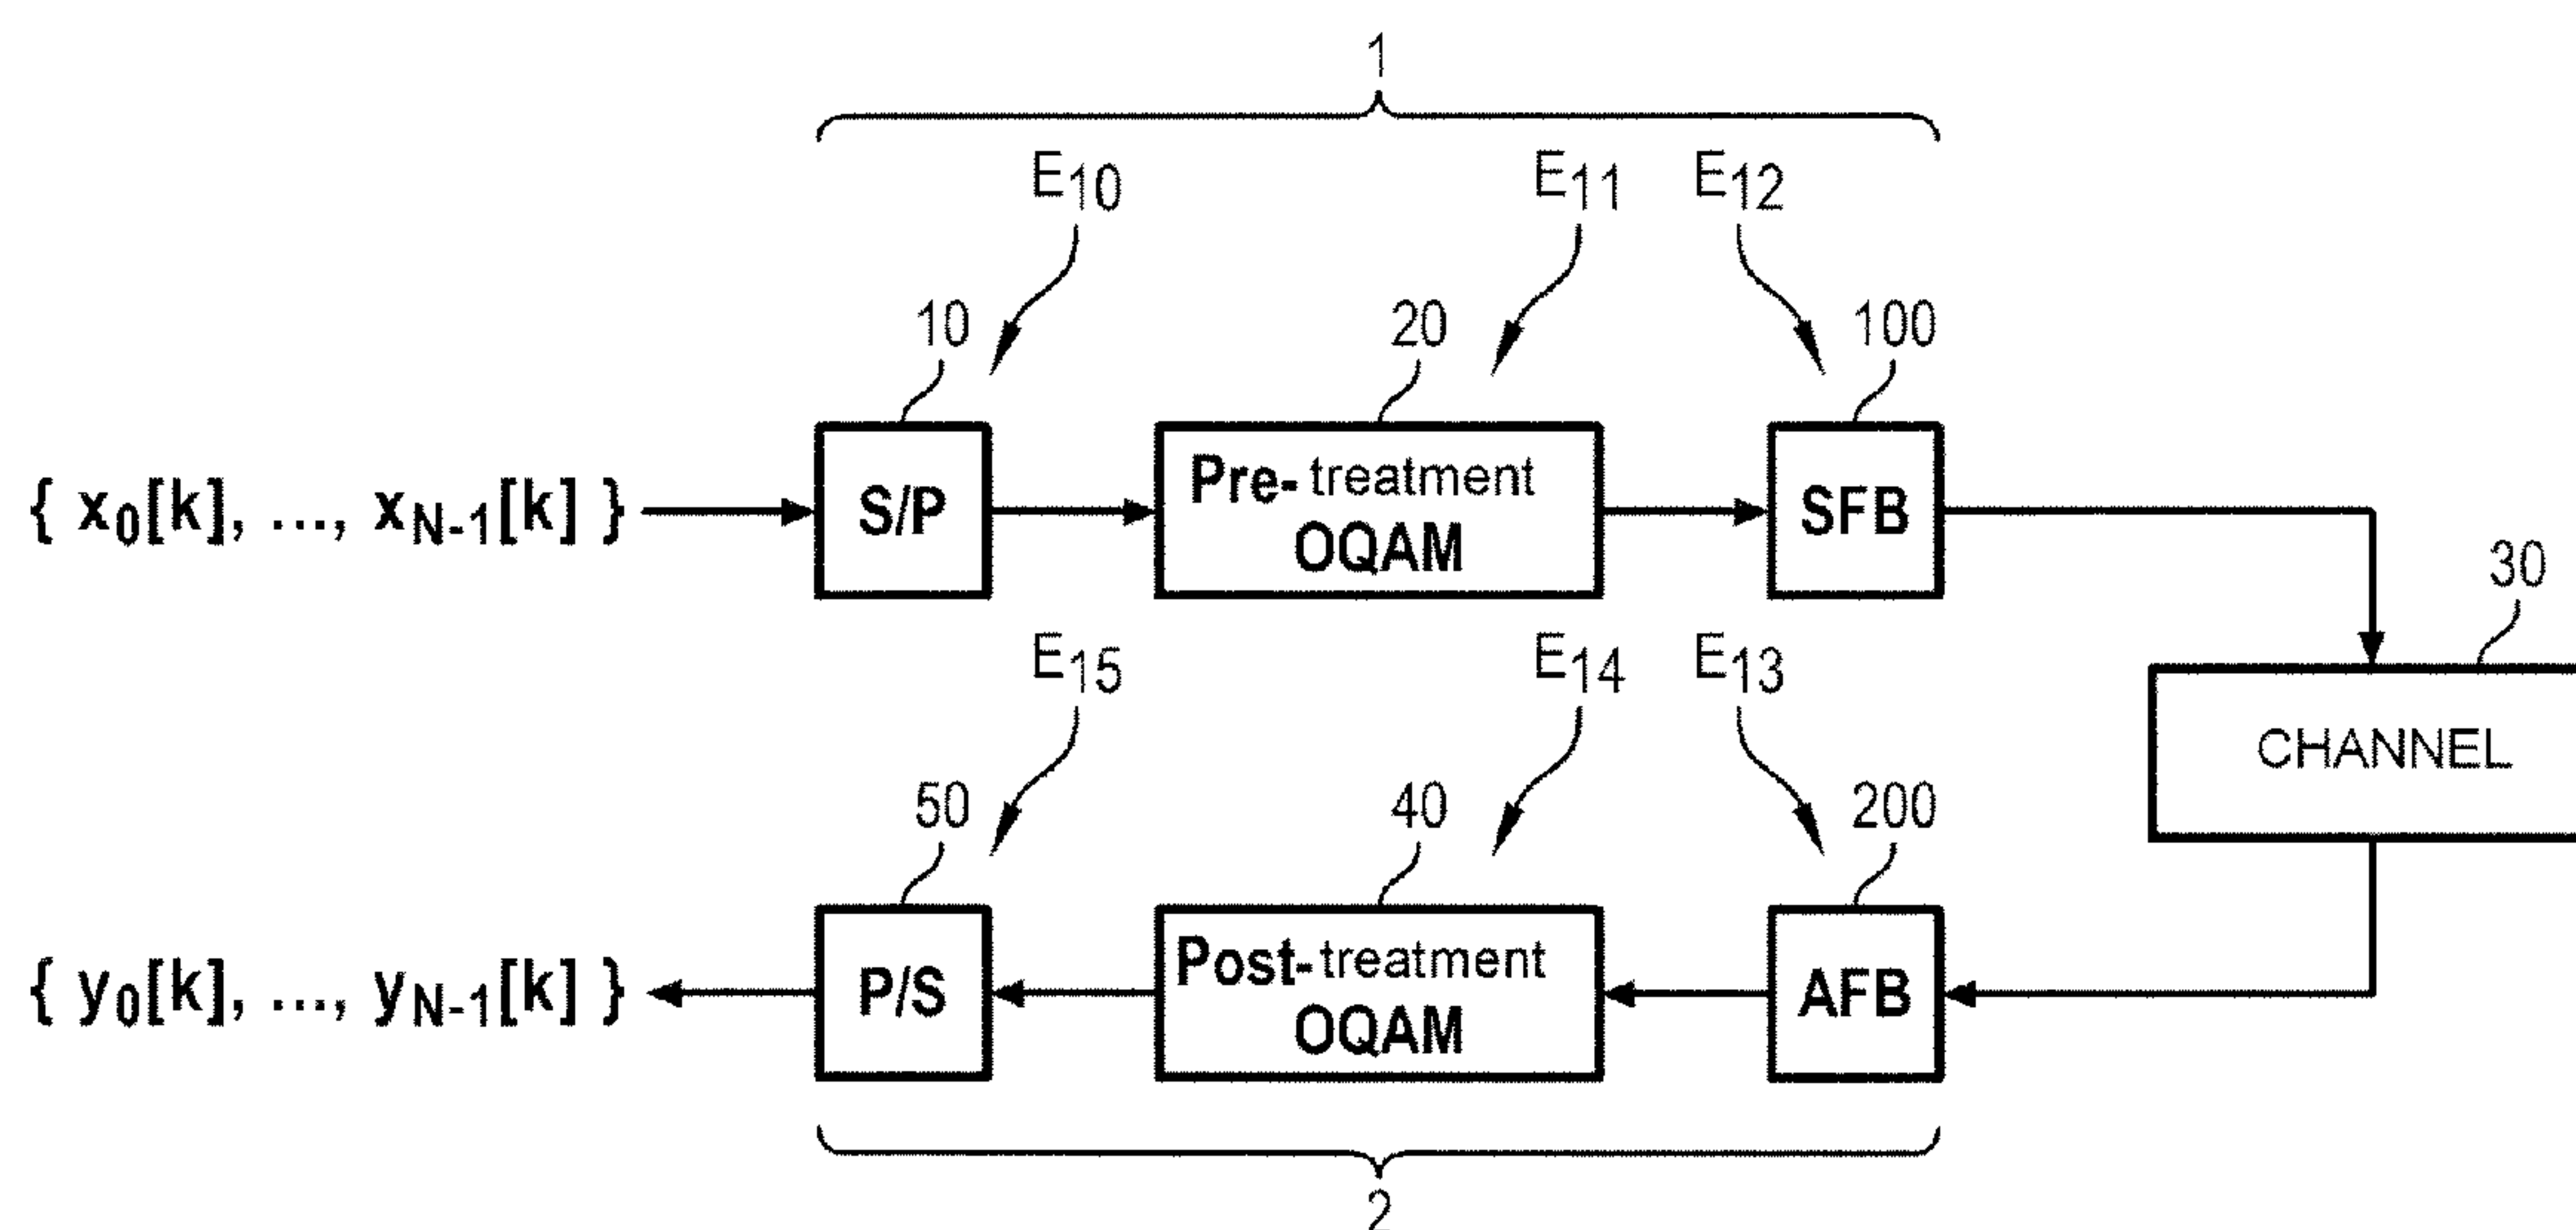 1
E10 E11 E12
10 20 100
{ x0[k], ..., xN-1[k] } S/P Pre-treatment OQAM SFB
30
E15 E14 E13
CHANNEL
50 40 200
{ y0[k], ..., yN-1[k] } P/S Post-treatment OQAM AFB
2